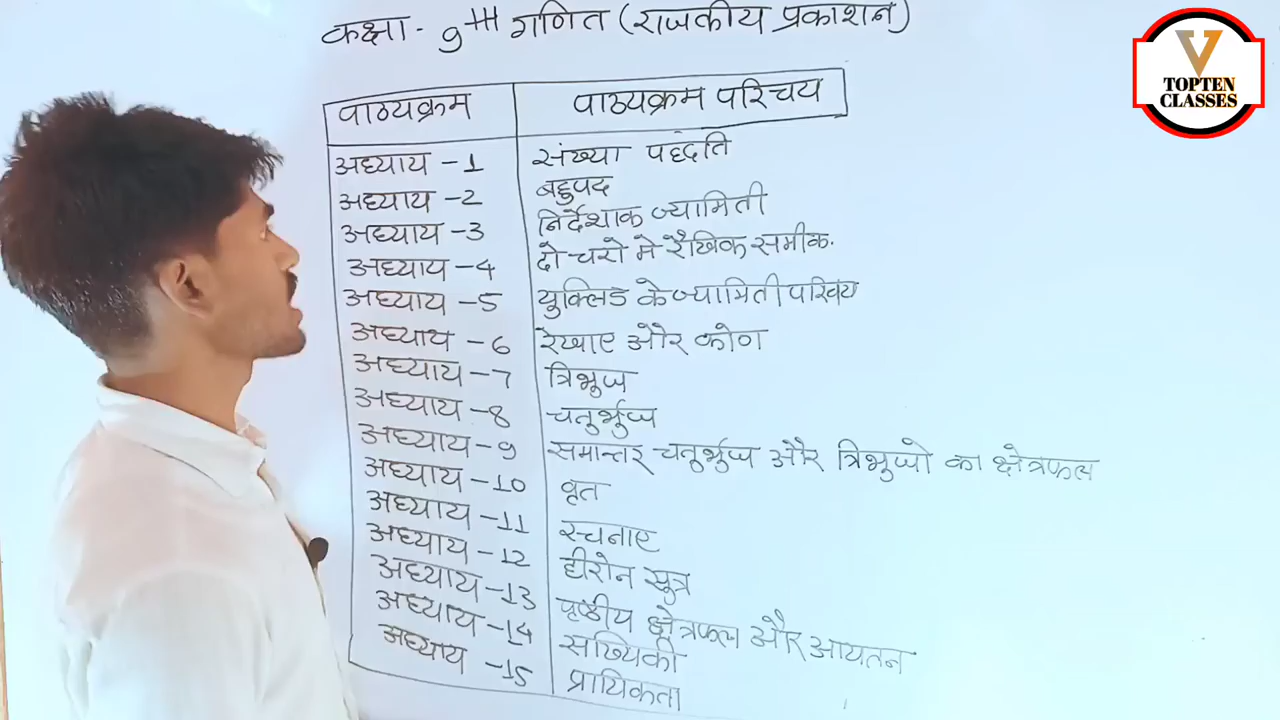 कक्षा - 9th गणित (राजकीय प्रकाशन)
V
TOPTEN
CLASSES
पाठ्यक्रम पाठ्यक्रम परिचय
अध्याय -1 संख्या पद्दति
अध्याय -2 बहुपद
अध्याय -3 निर्देशाक ज्यामिती
अध्याय -4 दो चरो मे रैखिक समीक.
अध्याय -5 युक्लिड के ज्यामिती परिचय
अध्याय -6 रेखाए और कोण
अध्याय -7 त्रिभुज
अध्याय -8 चतुर्भुज
अध्याय -9 समान्तर चतुर्भुज और त्रिभुजो का क्षेत्रफल
अध्याय -10 वृत
अध्याय -11 रचनाए
अध्याय -12 हीरोन सुत्र
अध्याय -13 पृष्ठीय क्षेत्रफल और आयतन
अध्याय -14 सख्यिकी
अध्याय -15 प्रायिकता